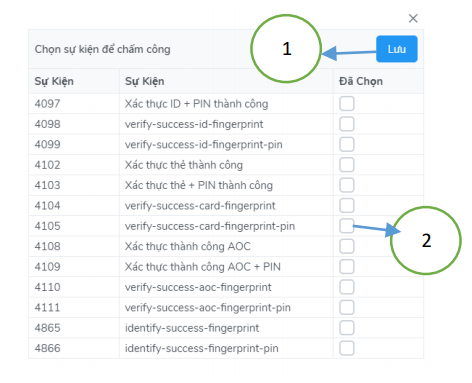 ×
Chọn sự kiện để chấm công 1 Lưu
Sự Kiện Sự Kiện Đã Chọn
4097 Xác thực ID + PIN thành công
4098 verify-success-id-fingerprint
4099 verify-success-id-fingerprint-pin
4102 Xác thực thẻ thành công
4103 Xác thực thẻ + PIN thành công
4104 verify-success-card-fingerprint
4105 verify-success-card-fingerprint-pin
2
4108 Xác thực thành công AOC
4109 Xác thực thành công AOC + PIN
4110 verify-success-aoc-fingerprint
4111 verify-success-aoc-fingerprint-pin
4865 identify-success-fingerprint
4866 identify-success-fingerprint-pin